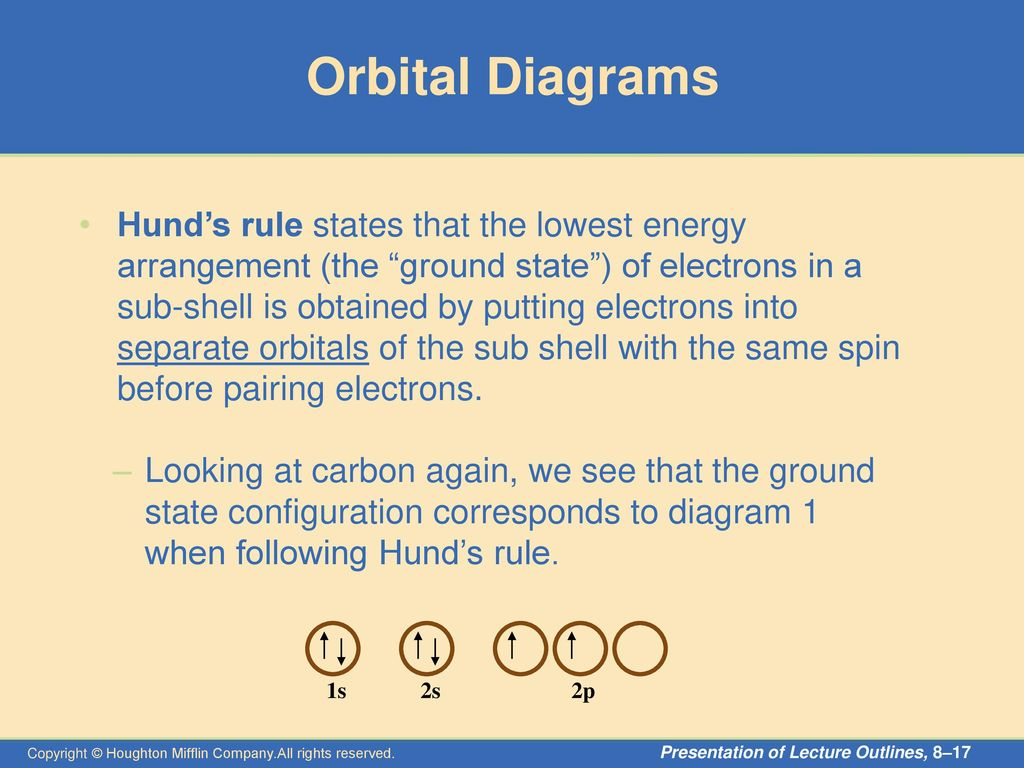 Orbital Diagrams
• Hund’s rule states that the lowest energy
arrangement (the “ground state”) of electrons in a
sub-shell is obtained by putting electrons into
separate orbitals of the sub shell with the same spin
before pairing electrons.
– Looking at carbon again, we see that the ground
state configuration corresponds to diagram 1
when following Hund’s rule.
1s 2s 2p
Copyright © Houghton Mifflin Company.All rights reserved.
Presentation of Lecture Outlines, 8–17